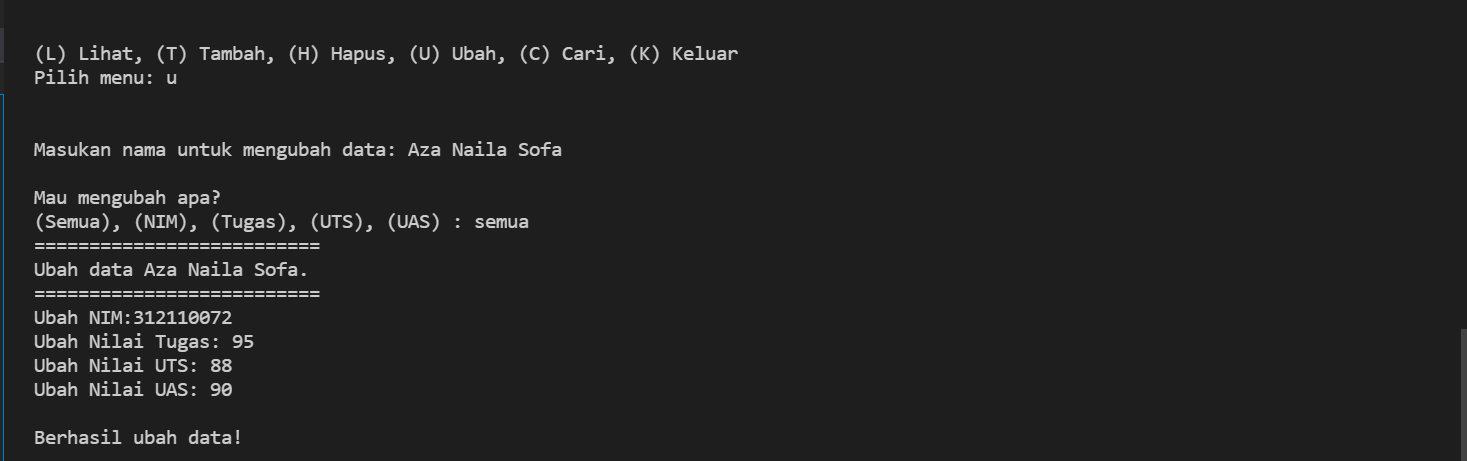 (L) Lihat, (T) Tambah, (H) Hapus, (U) Ubah, (C) Cari, (K) Keluar
Pilih menu: u
Masukan nama untuk mengubah data: Aza Naila Sofa
Mau mengubah apa?
(Semua), (NIM), (Tugas), (UTS), (UAS) : semua
==========================
Ubah data Aza Naila Sofa.
==========================
Ubah NIM:312110072
Ubah Nilai Tugas: 95
Ubah Nilai UTS: 88
Ubah Nilai UAS: 90
Berhasil ubah data!